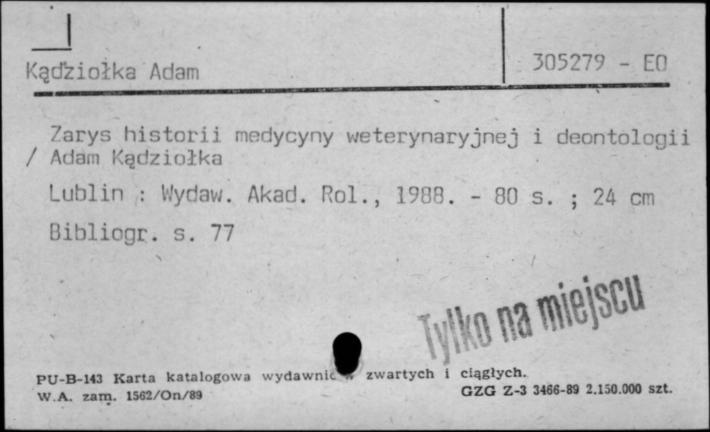 Kądziołka Adam
305279 - EO
Zarys historii medycyny weterynaryjnej i deontologii
/ Adam Kądziołka
Lublin : Wydaw. Akad. Rol., 1988. - 80 s. ; 24 cm
Bibliogr. s. 77
Tylko na miejscu
PU-B-143 Karta katalogowa zwartych i ciągłych.
W.A. zam. 1562/On/89
GZG Z-3 3466-89 2.150.000 szt.